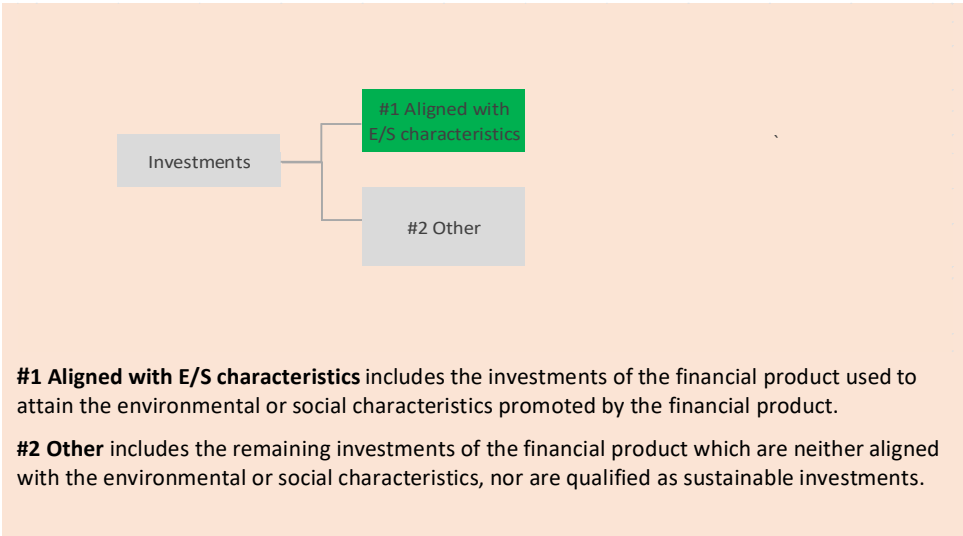 #1 Aligned with
E/S characteristics
`
Investments
#2 Other
#1 Aligned with E/S characteristics includes the investments of the financial product used to
attain the environmental or social characteristics promoted by the financial product.
#2 Other includes the remaining investments of the financial product which are neither aligned
with the environmental or social characteristics, nor are qualified as sustainable investments.